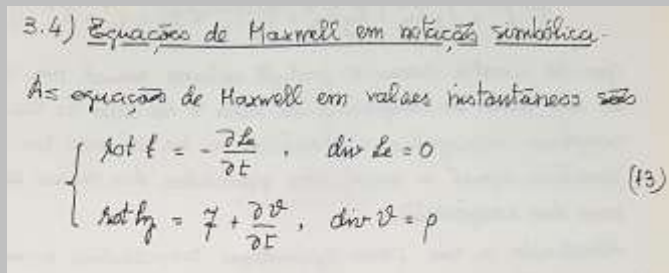 3.4) Equações de Maxwell em notação simbólica.
As equações de Maxwell em valores instantâneos são
rot E = - ∂B/∂t , div B = 0
(13)
rot H = J + ∂D/∂t , div D = ρ